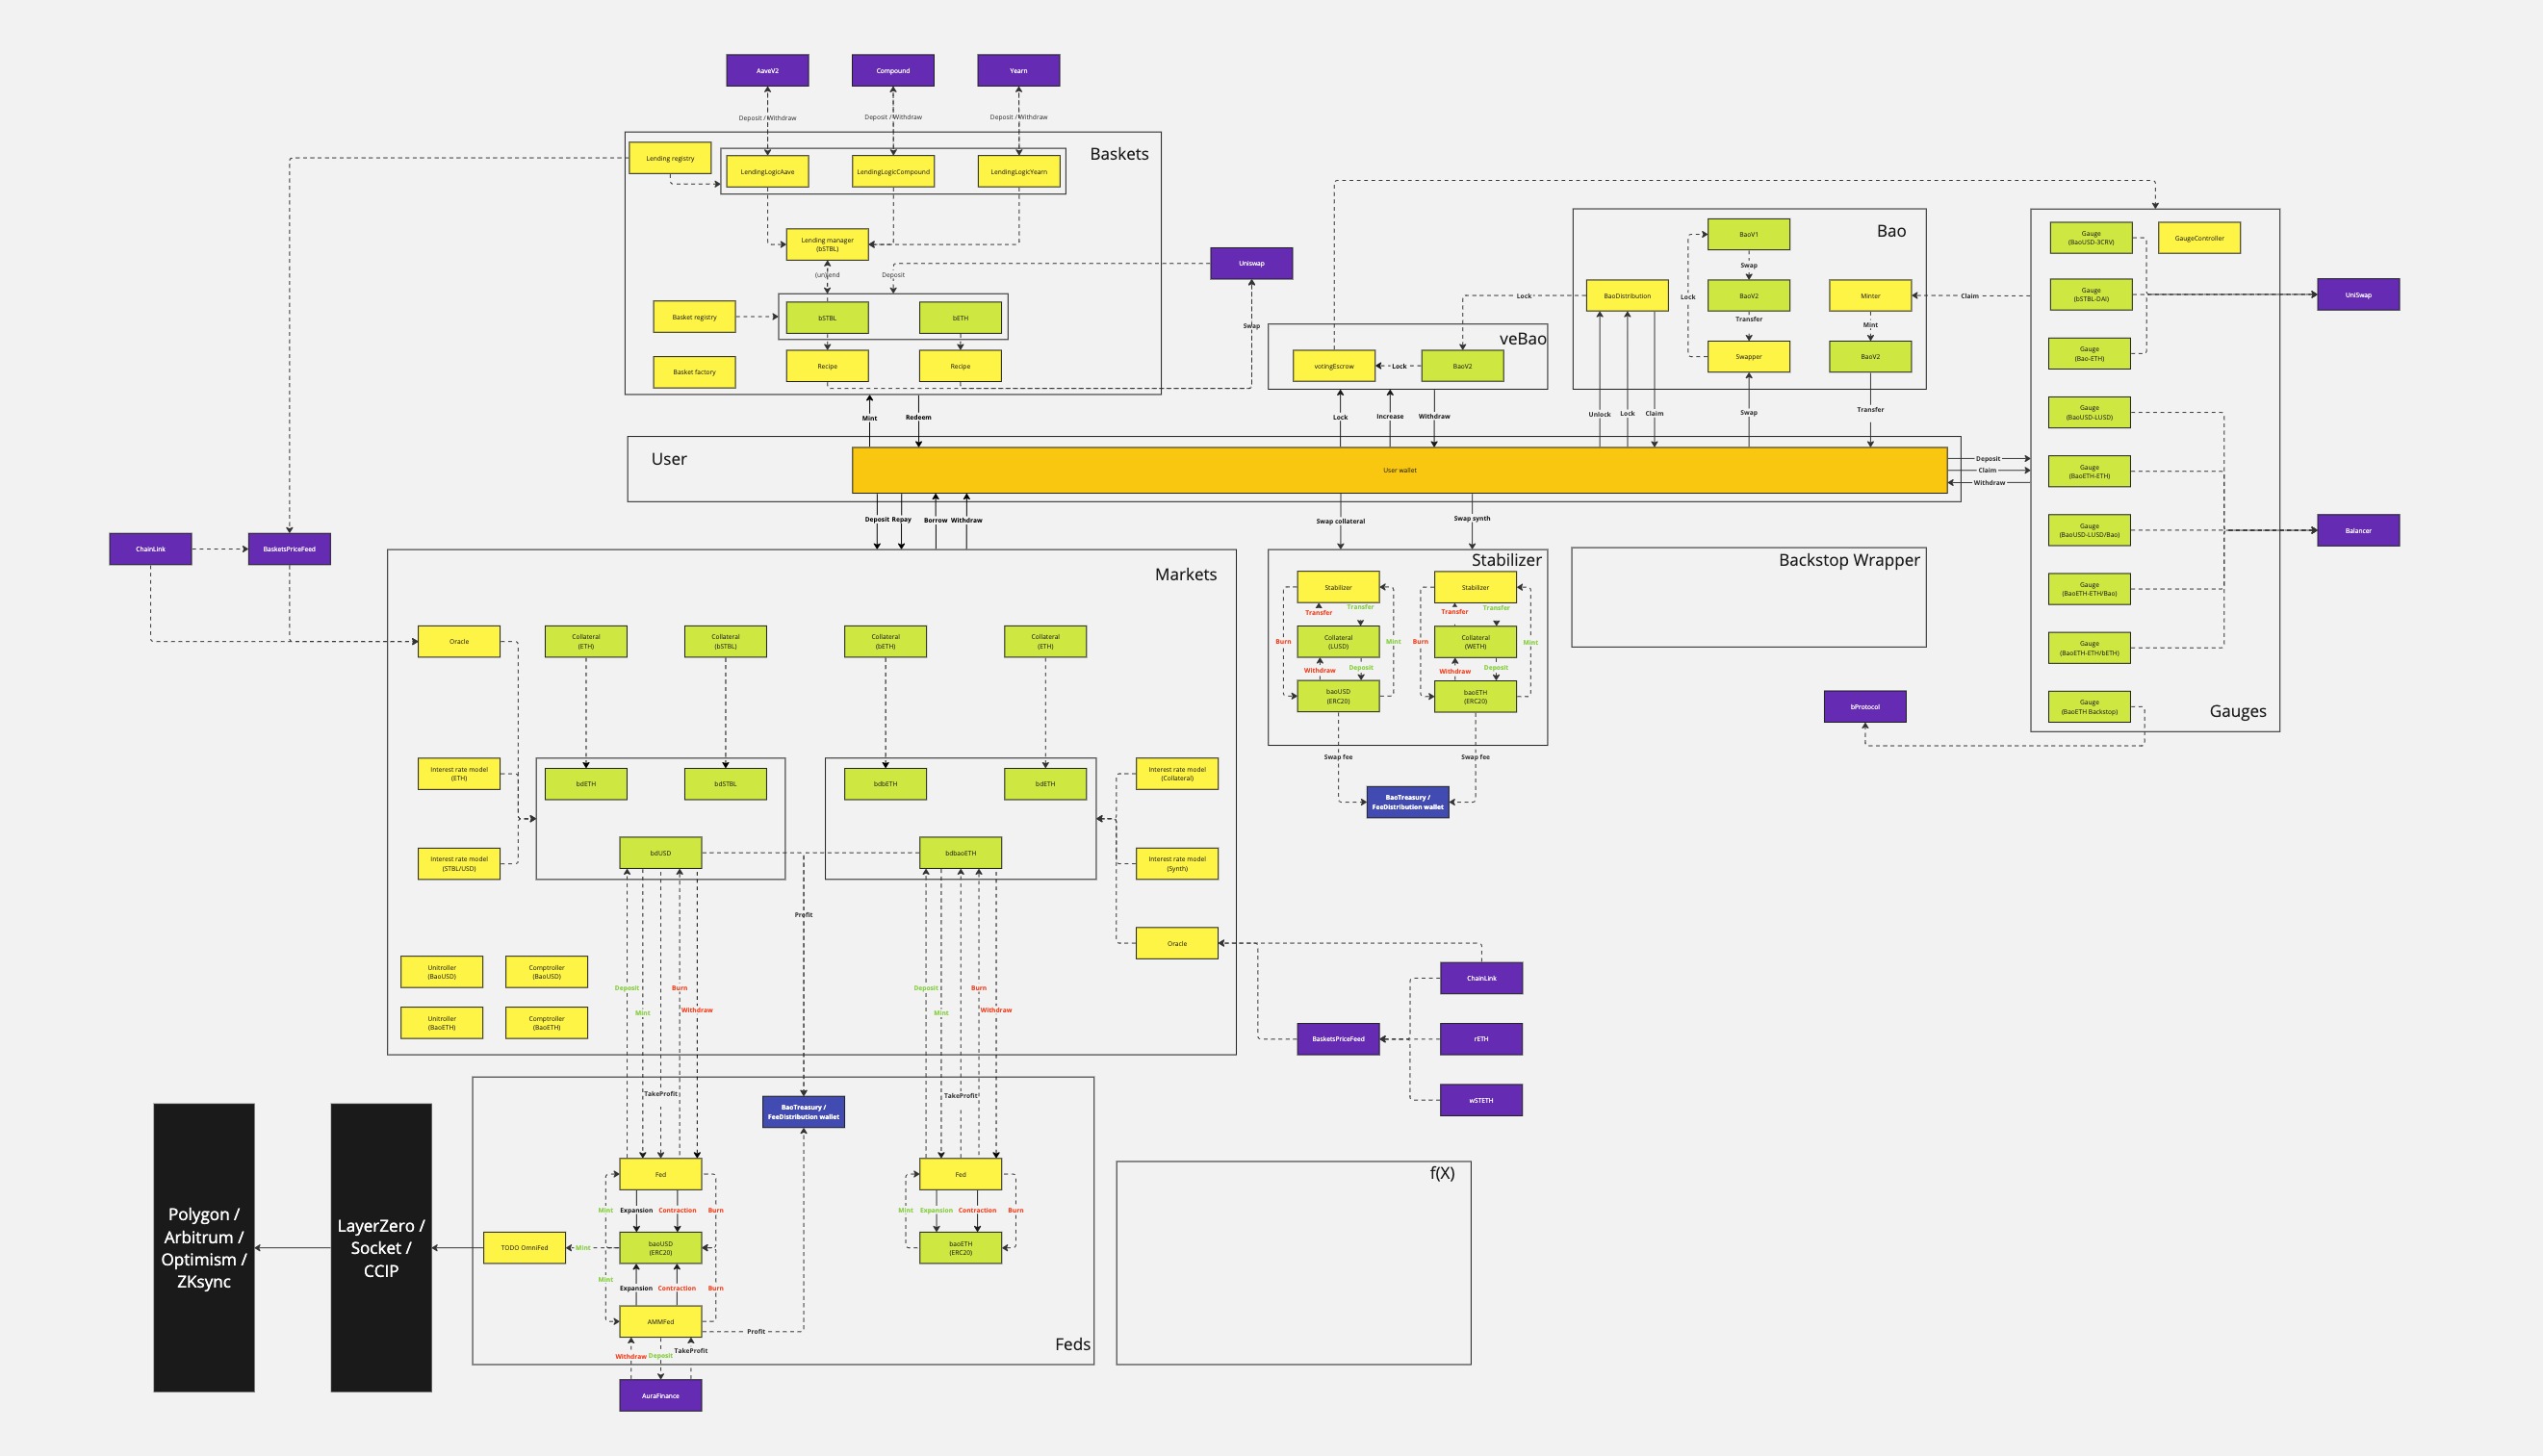 AaveV2
Compound
Yearn
Deposit / Withdraw
Deposit / Withdraw
Deposit / Withdraw
Baskets
Lending registry
LendingLogicAave
LendingLogicCompound
LendingLogicYearn
Lending manager
(bSTBL)
(un)lend
Deposit
Basket registry
bSTBL
bETH
Basket factory
Recipe
Recipe
Uniswap
Swap
Mint
Redeem
veBao
votingEscrow
Lock
BaoV2
Lock
Lock
Increase
Withdraw
Bao
BaoV1
Swap
BaoDistribution
Lock
BaoV2
Minter
Claim
Transfer
Mint
Swapper
BaoV2
Unlock
Lock
Claim
Swap
Transfer
User
User wallet
Deposit
Claim
Withdraw
Gauge
(BaoUSD-3CRV)
GaugeController
Gauge
(bSTBL-DAI)
Gauge
(Bao-ETH)
Gauge
(BaoUSD-LUSD)
Gauge
(BaoETH-ETH)
Gauge
(BaoUSD-LUSD/Bao)
Gauge
(BaoETH-ETH/Bao)
Gauge
(BaoETH-ETH/bETH)
Gauge
(BaoETH Backstop)
Gauges
UniSwap
Balancer
bProtocol
Deposit
Repay
Borrow
Withdraw
Swap collateral
Swap synth
ChainLink
BasketsPriceFeed
Markets
Oracle
Collateral
(ETH)
Collateral
(bSTBL)
Collateral
(bETH)
Collateral
(ETH)
Interest rate model
(ETH)
bdETH
bdSTBL
bdbETH
bdETH
Interest rate model
(Collateral)
Interest rate model
(STBL/USD)
bdUSD
bdbaoETH
Interest rate model
(Synth)
Profit
Oracle
Unitroller
(BaoUSD)
Comptroller
(BaoUSD)
Unitroller
(BaoETH)
Comptroller
(BaoETH)
Deposit
Mint
Burn
Withdraw
Deposit
Mint
Burn
Withdraw
Stabilizer
Stabilizer
Stabilizer
Transfer
Transfer
Transfer
Transfer
Burn
Collateral
(LUSD)
Mint
Burn
Collateral
(WETH)
Mint
Withdraw
Deposit
Withdraw
Deposit
baoUSD
(ERC20)
baoETH
(ERC20)
Swap fee
Swap fee
BaoTreasury /
FeeDistribution wallet
Backstop Wrapper
ChainLink
BasketsPriceFeed
rETH
wSTETH
TakeProfit
BaoTreasury /
FeeDistribution wallet
TakeProfit
Fed
Fed
Mint
Expansion
Contraction
Burn
Mint
Expansion
Contraction
Burn
TODO OmniFed
Mint
baoUSD
(ERC20)
baoETH
(ERC20)
Mint
Expansion
Contraction
Burn
AMMFed
Profit
Withdraw
Deposit
TakeProfit
Feds
AuraFinance
f(X)
Polygon /
Arbitrum /
Optimism /
ZKsync
LayerZero /
Socket /
CCIP